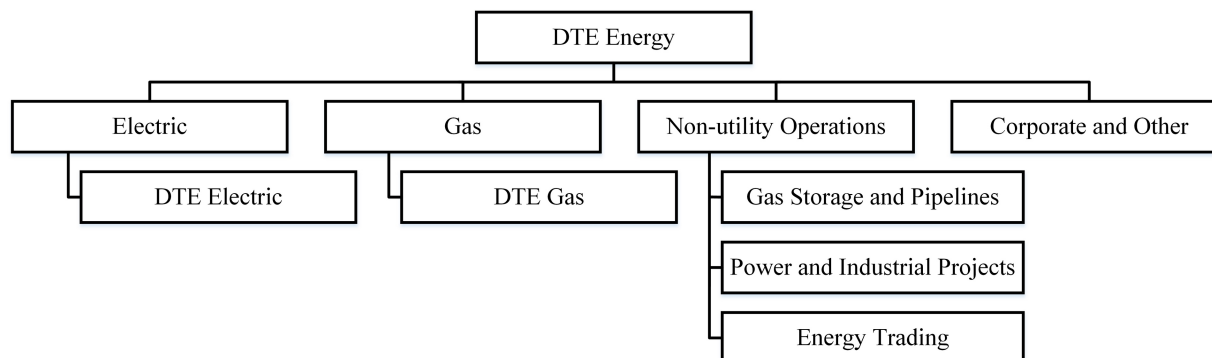 DTE Energy
Electric
Gas
Non-utility Operations
Corporate and Other
DTE Electric
DTE Gas
Gas Storage and Pipelines
Power and Industrial Projects
Energy Trading